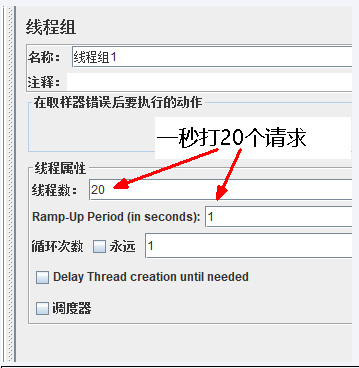 线程组
名称： 线程组1
注释：
在取样器错误后要执行的动作
一秒打20个请求
线程属性
线程数： 20
Ramp-Up Period (in seconds): 1
循环次数 永远 1
Delay Thread creation until needed
调度器